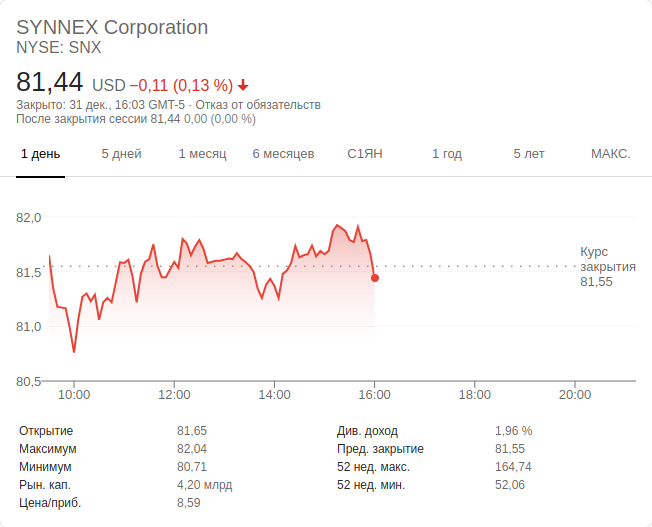 SYNNEX Corporation
NYSE: SNX
81,44 USD −0,11 (0,13 %)
Закрыто: 31 дек., 16:03 GMT-5 · Отказ от обязательств
После закрытия сессии 81,44 0,00 (0,00 %)
1 день 5 дней 1 месяц 6 месяцев С1ЯН 1 год 5 лет МАКС.
82,0
81,5
81,0
80,5
Курс
закрытия
81,55
10:00 12:00 14:00 16:00 18:00 20:00
Открытие 81,65 Див. доход 1,96 %
Максимум 82,04 Пред. закрытие 81,55
Минимум 80,71 52 нед. макс. 164,74
Рын. кап. 4,20 млрд 52 нед. мин. 52,06
Цена/приб. 8,59